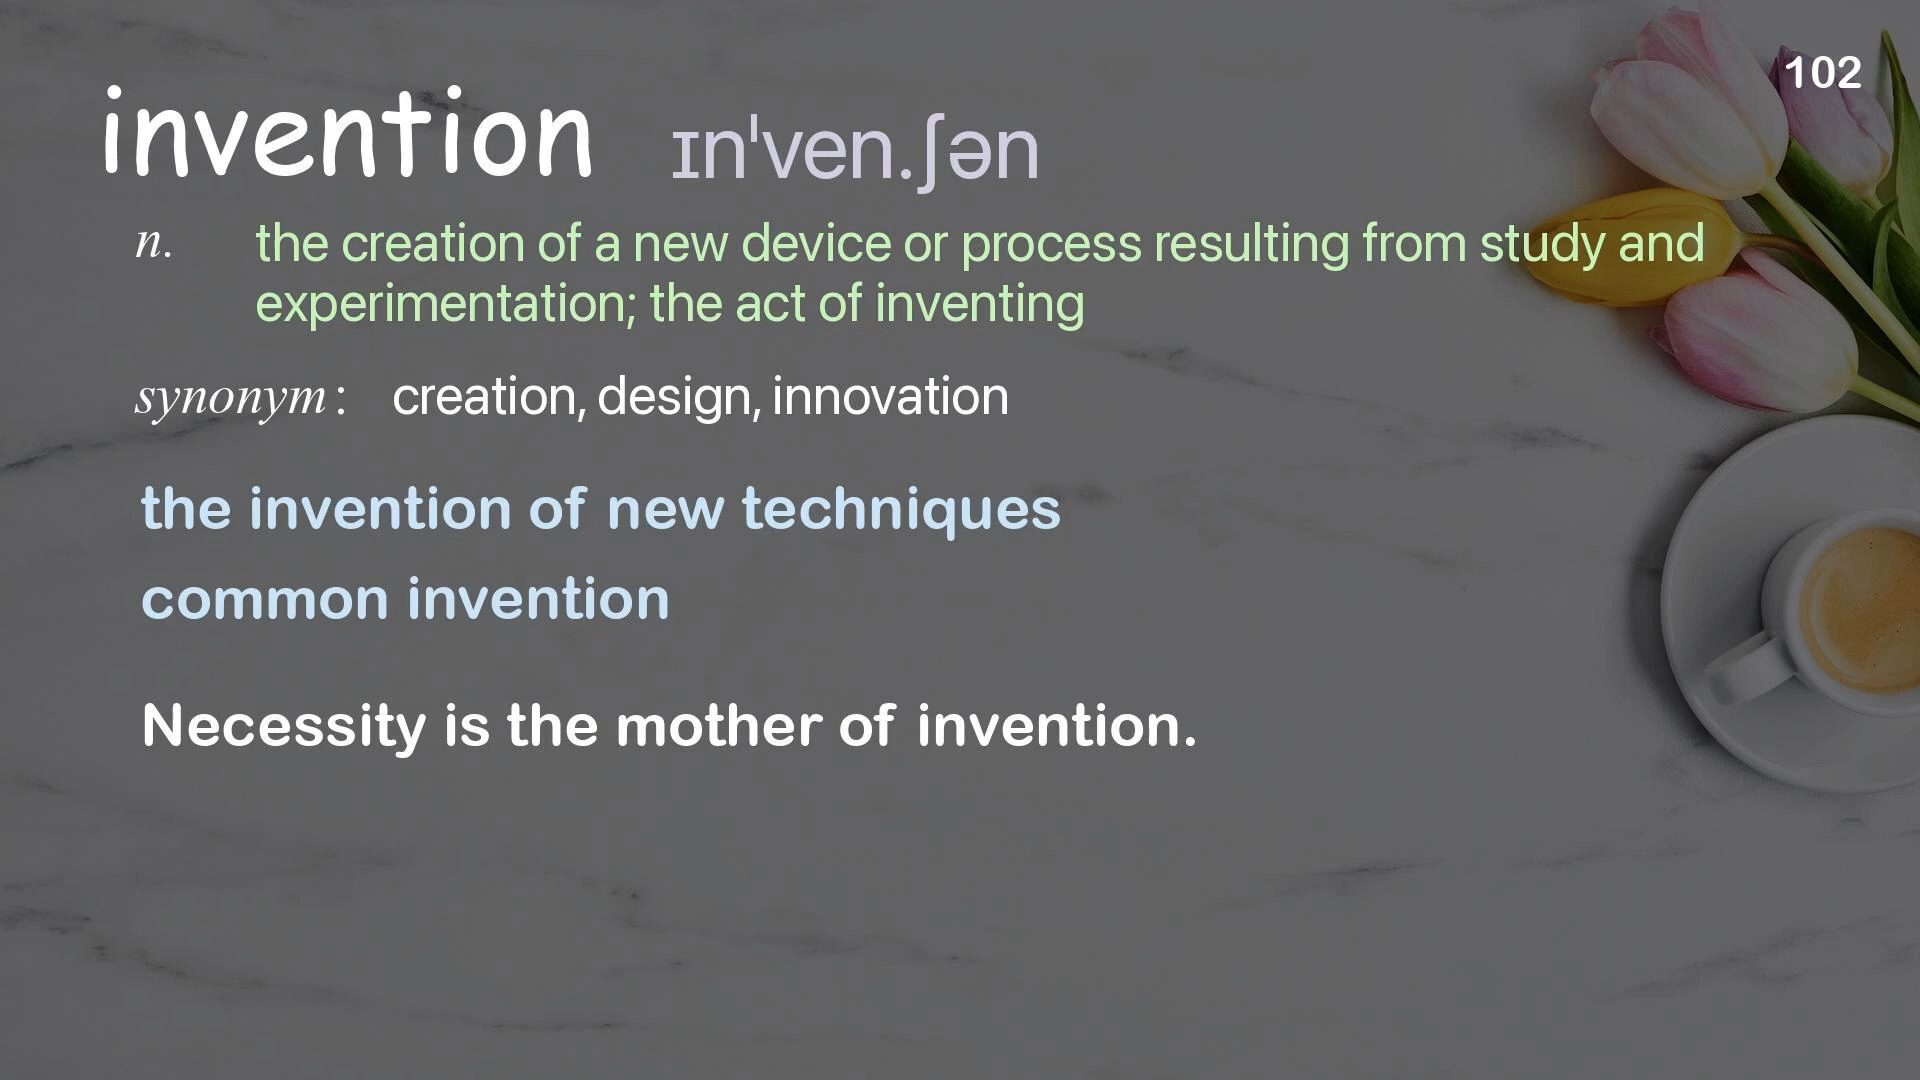 102
invention ɪnˈven.ʃən
n. the creation of a new device or process resulting from study and
experimentation; the act of inventing
synonym : creation, design, innovation
the invention of new techniques
common invention
Necessity is the mother of invention.